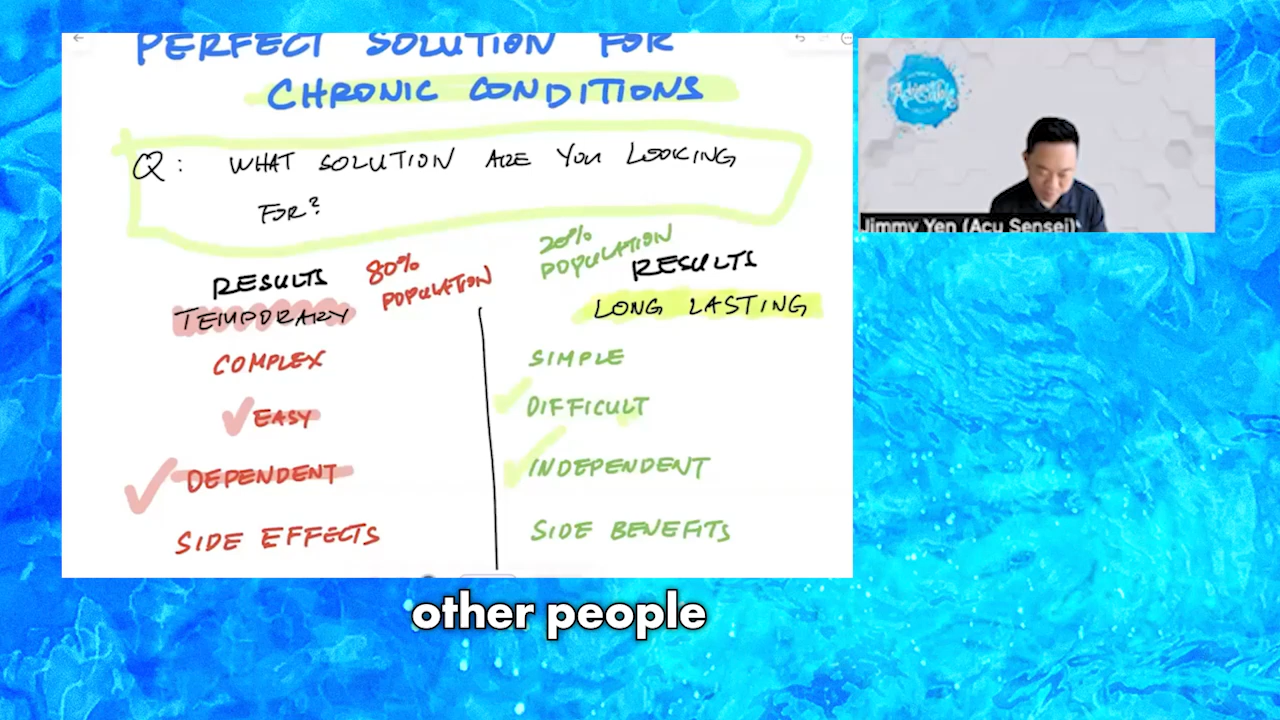 PERFECT SOLUTION FOR
CHRONIC CONDITIONS
Q: WHAT SOLUTION ARE YOU LOOKING
FOR?
RESULTS
80%
POPULATION
TEMPORARY
COMPLEX
EASY
DEPENDENT
SIDE EFFECTS
20%
POPULATION
RESULTS
LONG LASTING
SIMPLE
DIFFICULT
INDEPENDENT
SIDE BENEFITS
Jimmy Yen (Acu Sensei)
other people